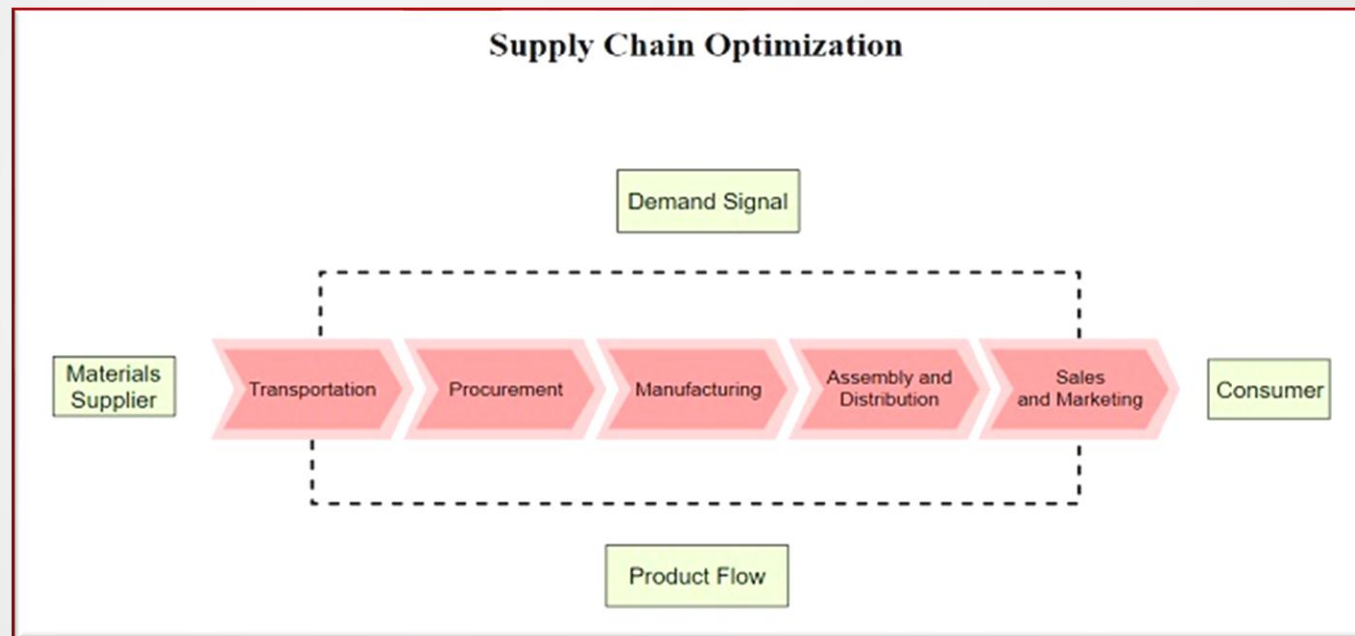 Supply Chain Optimization
Demand Signal
Materials
Supplier
Transportation
Procurement
Manufacturing
Assembly and
Distribution
Sales
and Marketing
Consumer
Product Flow